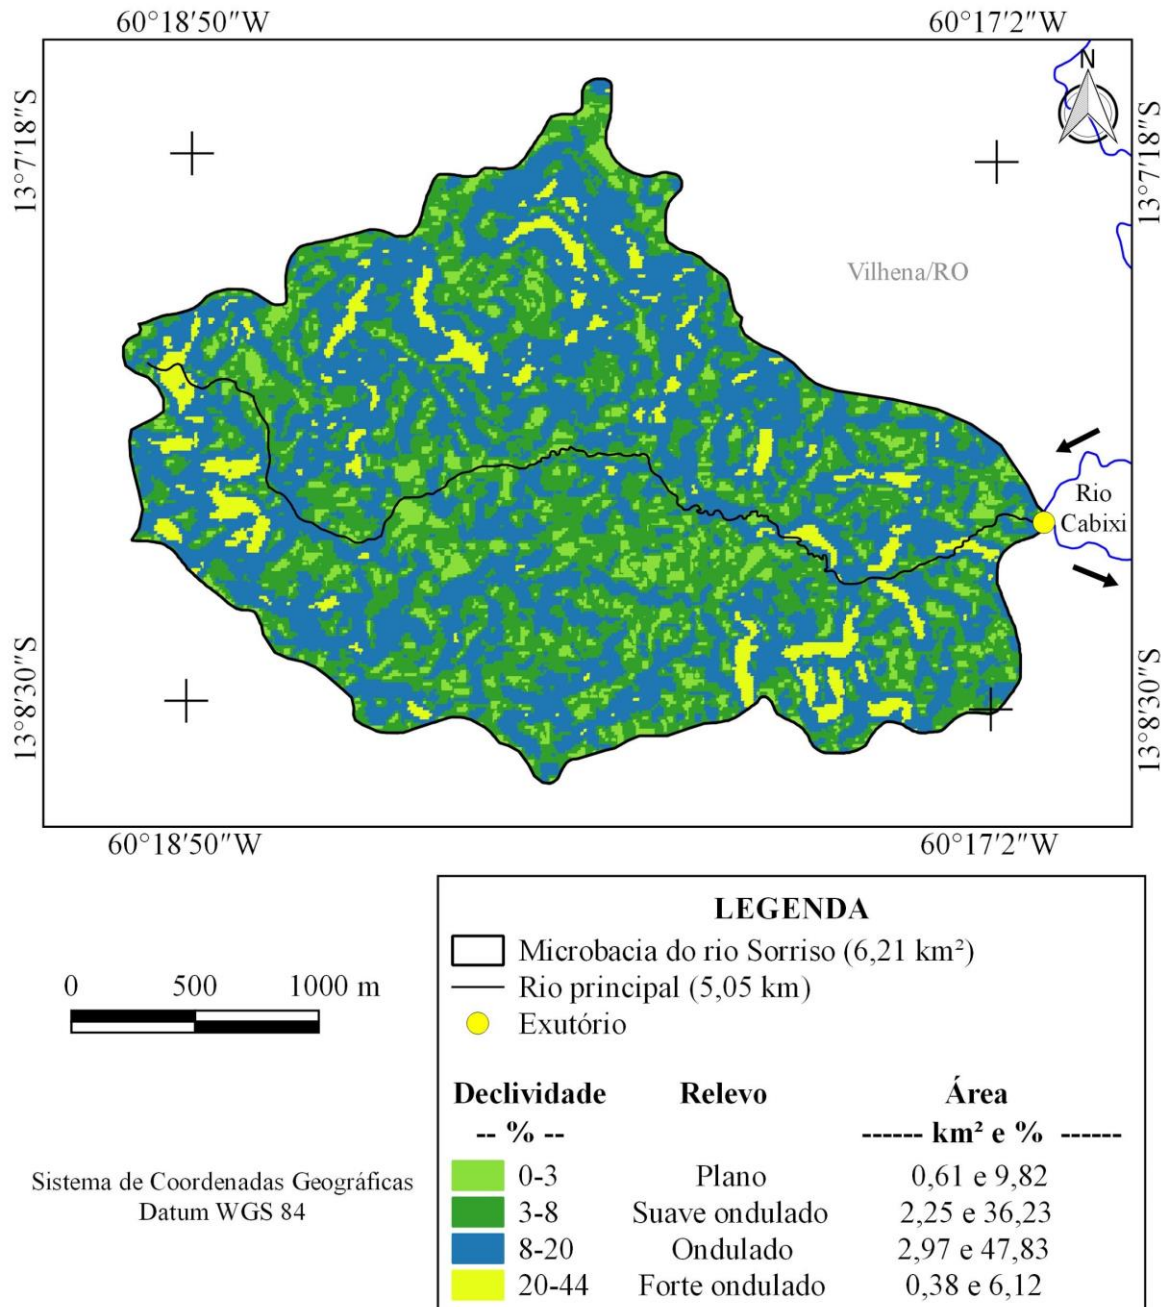 60°18'50"W 60°17'2"W
N
13°7'18"S 13°7'18"S
Vilhena/RO
Rio
Cabixi
13°8'30"S 13°8'30"S
60°18'50"W 60°17'2"W
LEGENDA
Microbacia do rio Sorriso (6,21 km²)
Rio principal (5,05 km)
Exutório
0 500 1000 m
Declividade Relevo Área
-- % -- ------ km² e % ------
0-3 Plano 0,61 e 9,82
3-8 Suave ondulado 2,25 e 36,23
8-20 Ondulado 2,97 e 47,83
20-44 Forte ondulado 0,38 e 6,12
Sistema de Coordenadas Geográficas
Datum WGS 84